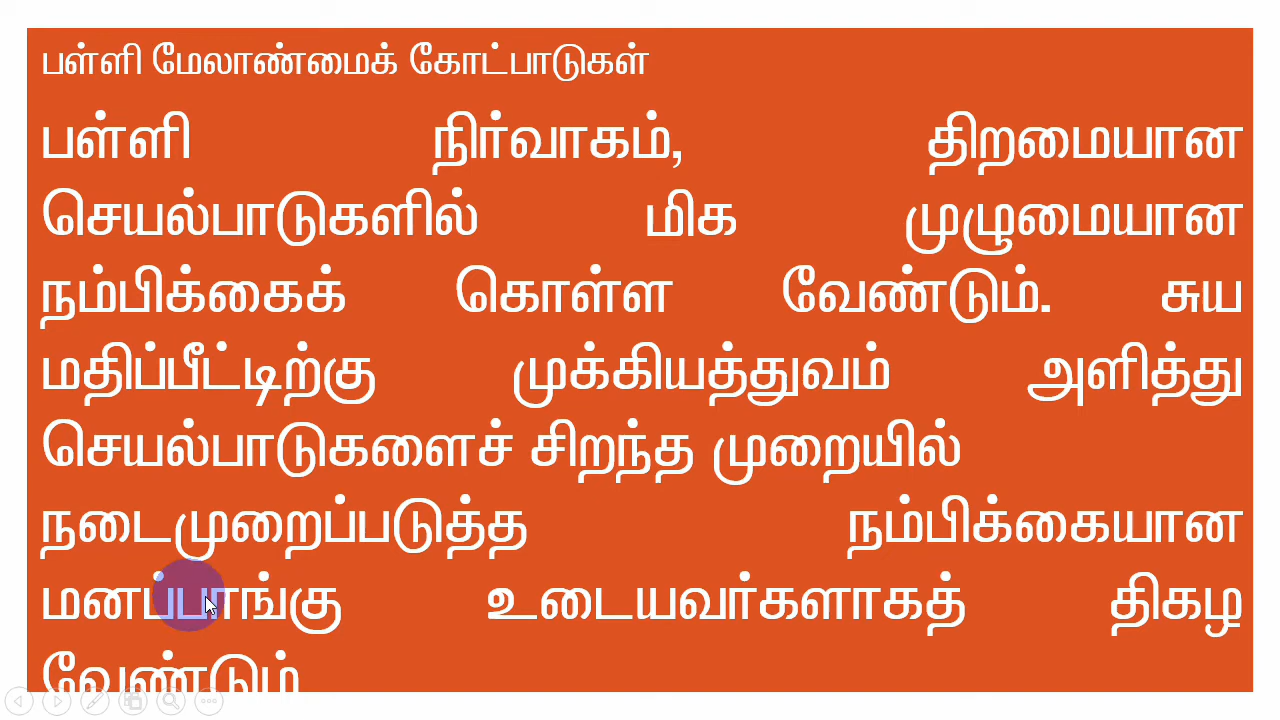 பள்ளி மேலாண்மைக் கோட்பாடுகள்
பள்ளி நிர்வாகம், திறமையான
செயல்பாடுகளில் மிக முழுமையான
நம்பிக்கைக் கொள்ள வேண்டும். சுய
மதிப்பீட்டிற்கு முக்கியத்துவம் அளித்து
செயல்பாடுகளைச் சிறந்த முறையில்
நடைமுறைப்படுத்த நம்பிக்கையான
மனப்பாங்கு உடையவர்களாகத் திகழ
வேண்டும்